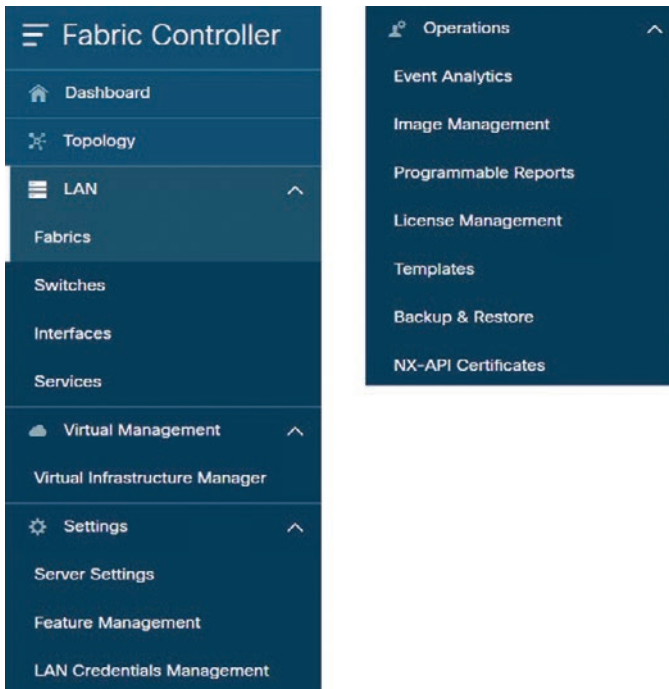 Fabric Controller
Dashboard
Topology
LAN
Fabrics
Switches
Interfaces
Services
Virtual Management
Virtual Infrastructure Manager
Settings
Server Settings
Feature Management
LAN Credentials Management
Operations
Event Analytics
Image Management
Programmable Reports
License Management
Templates
Backup & Restore
NX-API Certificates